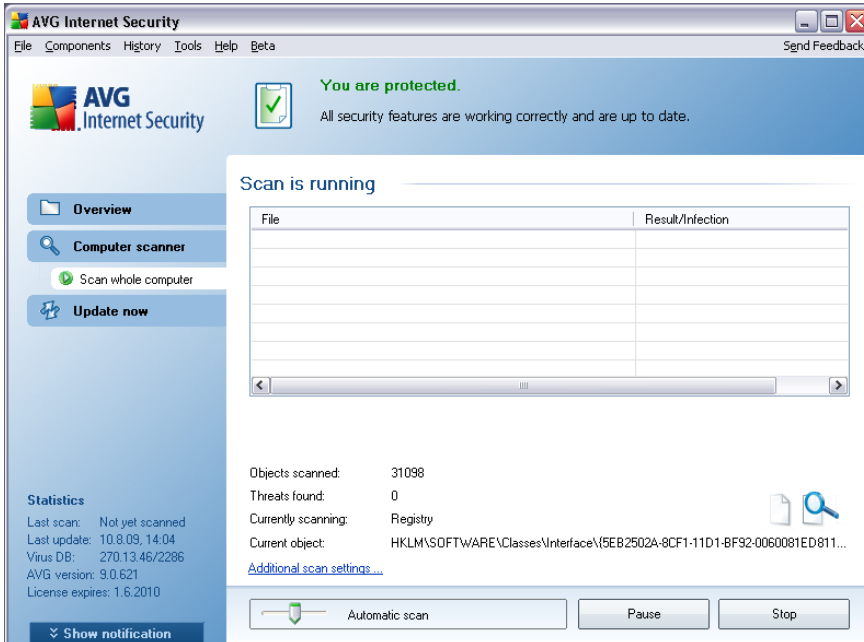 AVG Internet Security
File Components History Tools Help Beta
Send Feedback
AVG
Internet Security
You are protected.
All security features are working correctly and are up to date.
Overview
Computer scanner
Scan whole computer
Update now
Scan is running
File Result/Infection
Objects scanned: 31098
Threats found: 0
Currently scanning: Registry
Current object: HKLM\SOFTWARE\Classes\Interface\{5EB2502A-8CF1-11D1-BF92-0060081ED811...
Additional scan settings ...
Statistics
Last scan: Not yet scanned
Last update: 10.8.09, 14:04
Virus DB: 270.13.46/2286
AVG version: 9.0.621
License expires: 1.6.2010
Show notification
Automatic scan
Pause
Stop